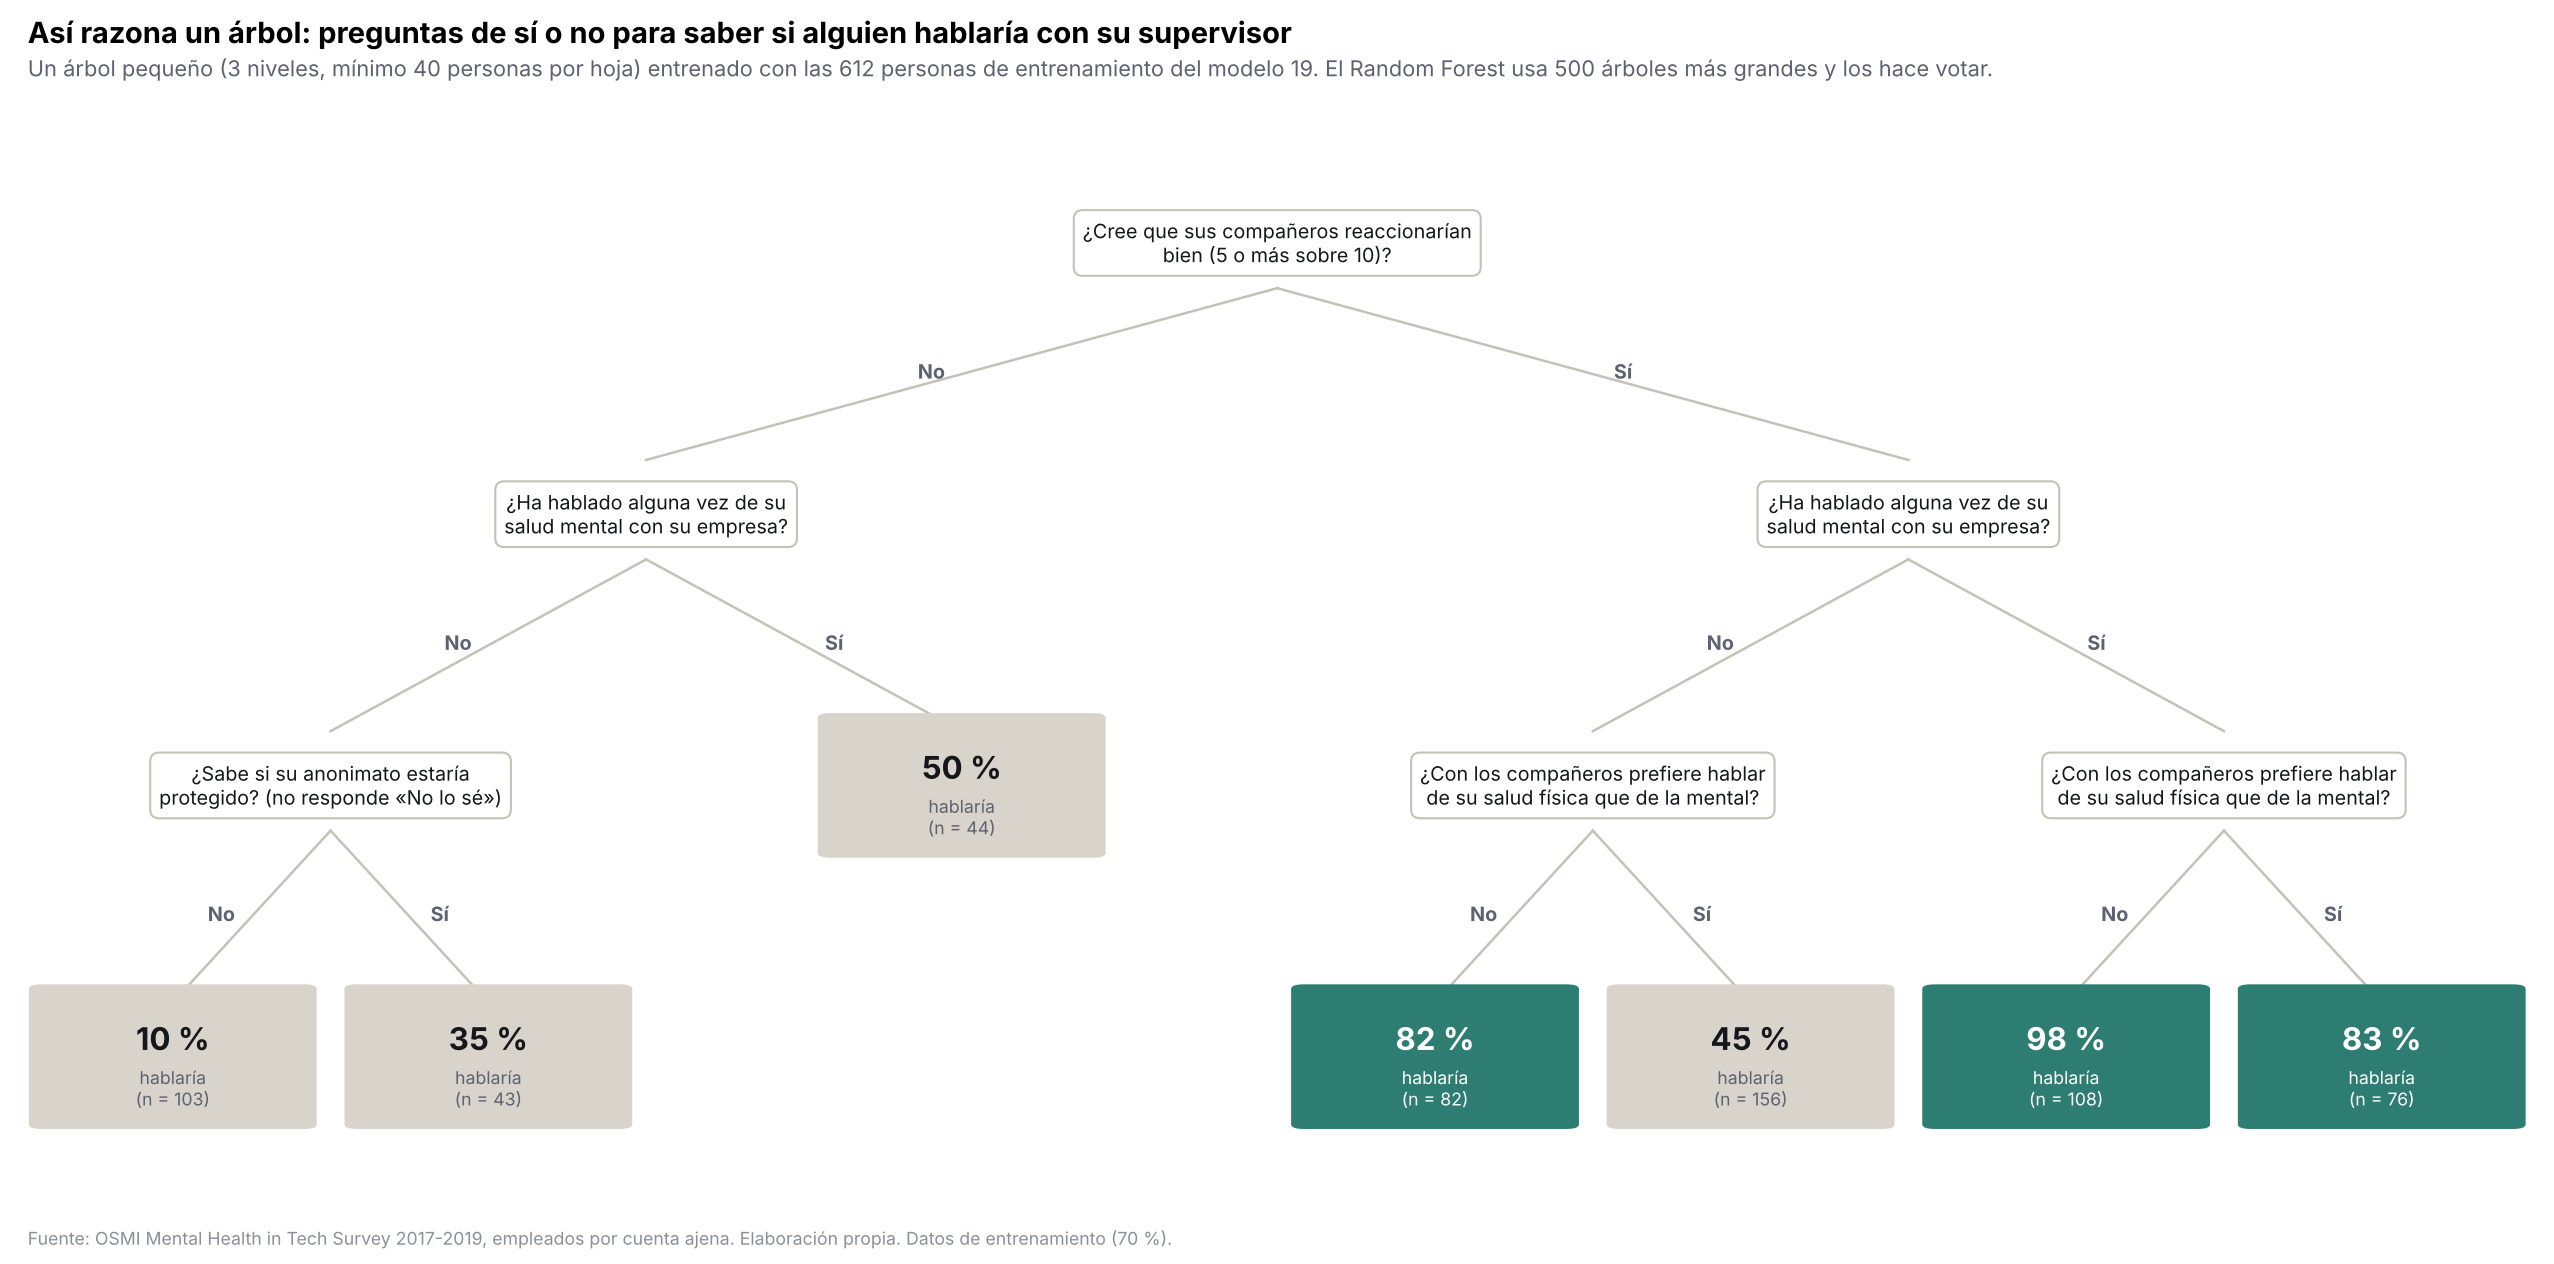 Así razona un árbol: preguntas de sí o no para saber si alguien hablaría con su supervisor
Un árbol pequeño (3 niveles, mínimo 40 personas por hoja) entrenado con las 612 personas de entrenamiento del modelo 19. El Random Forest usa 500 árboles más grandes y los hace votar.
¿Cree que sus compañeros reaccionarían
bien (5 o más sobre 10)?
No
Sí
¿Ha hablado alguna vez de su
salud mental con su empresa?
¿Ha hablado alguna vez de su
salud mental con su empresa?
No
Sí
No
Sí
¿Sabe si su anonimato estaría
protegido? (no responde «No lo sé»)
50 %
hablaría
(n = 44)
¿Con los compañeros prefiere hablar
de su salud física que de la mental?
¿Con los compañeros prefiere hablar
de su salud física que de la mental?
No
Sí
No
Sí
No
Sí
10 %
hablaría
(n = 103)
35 %
hablaría
(n = 43)
82 %
hablaría
(n = 82)
45 %
hablaría
(n = 156)
98 %
hablaría
(n = 108)
83 %
hablaría
(n = 76)
Fuente: OSMI Mental Health in Tech Survey 2017-2019, empleados por cuenta ajena. Elaboración propia. Datos de entrenamiento (70 %).